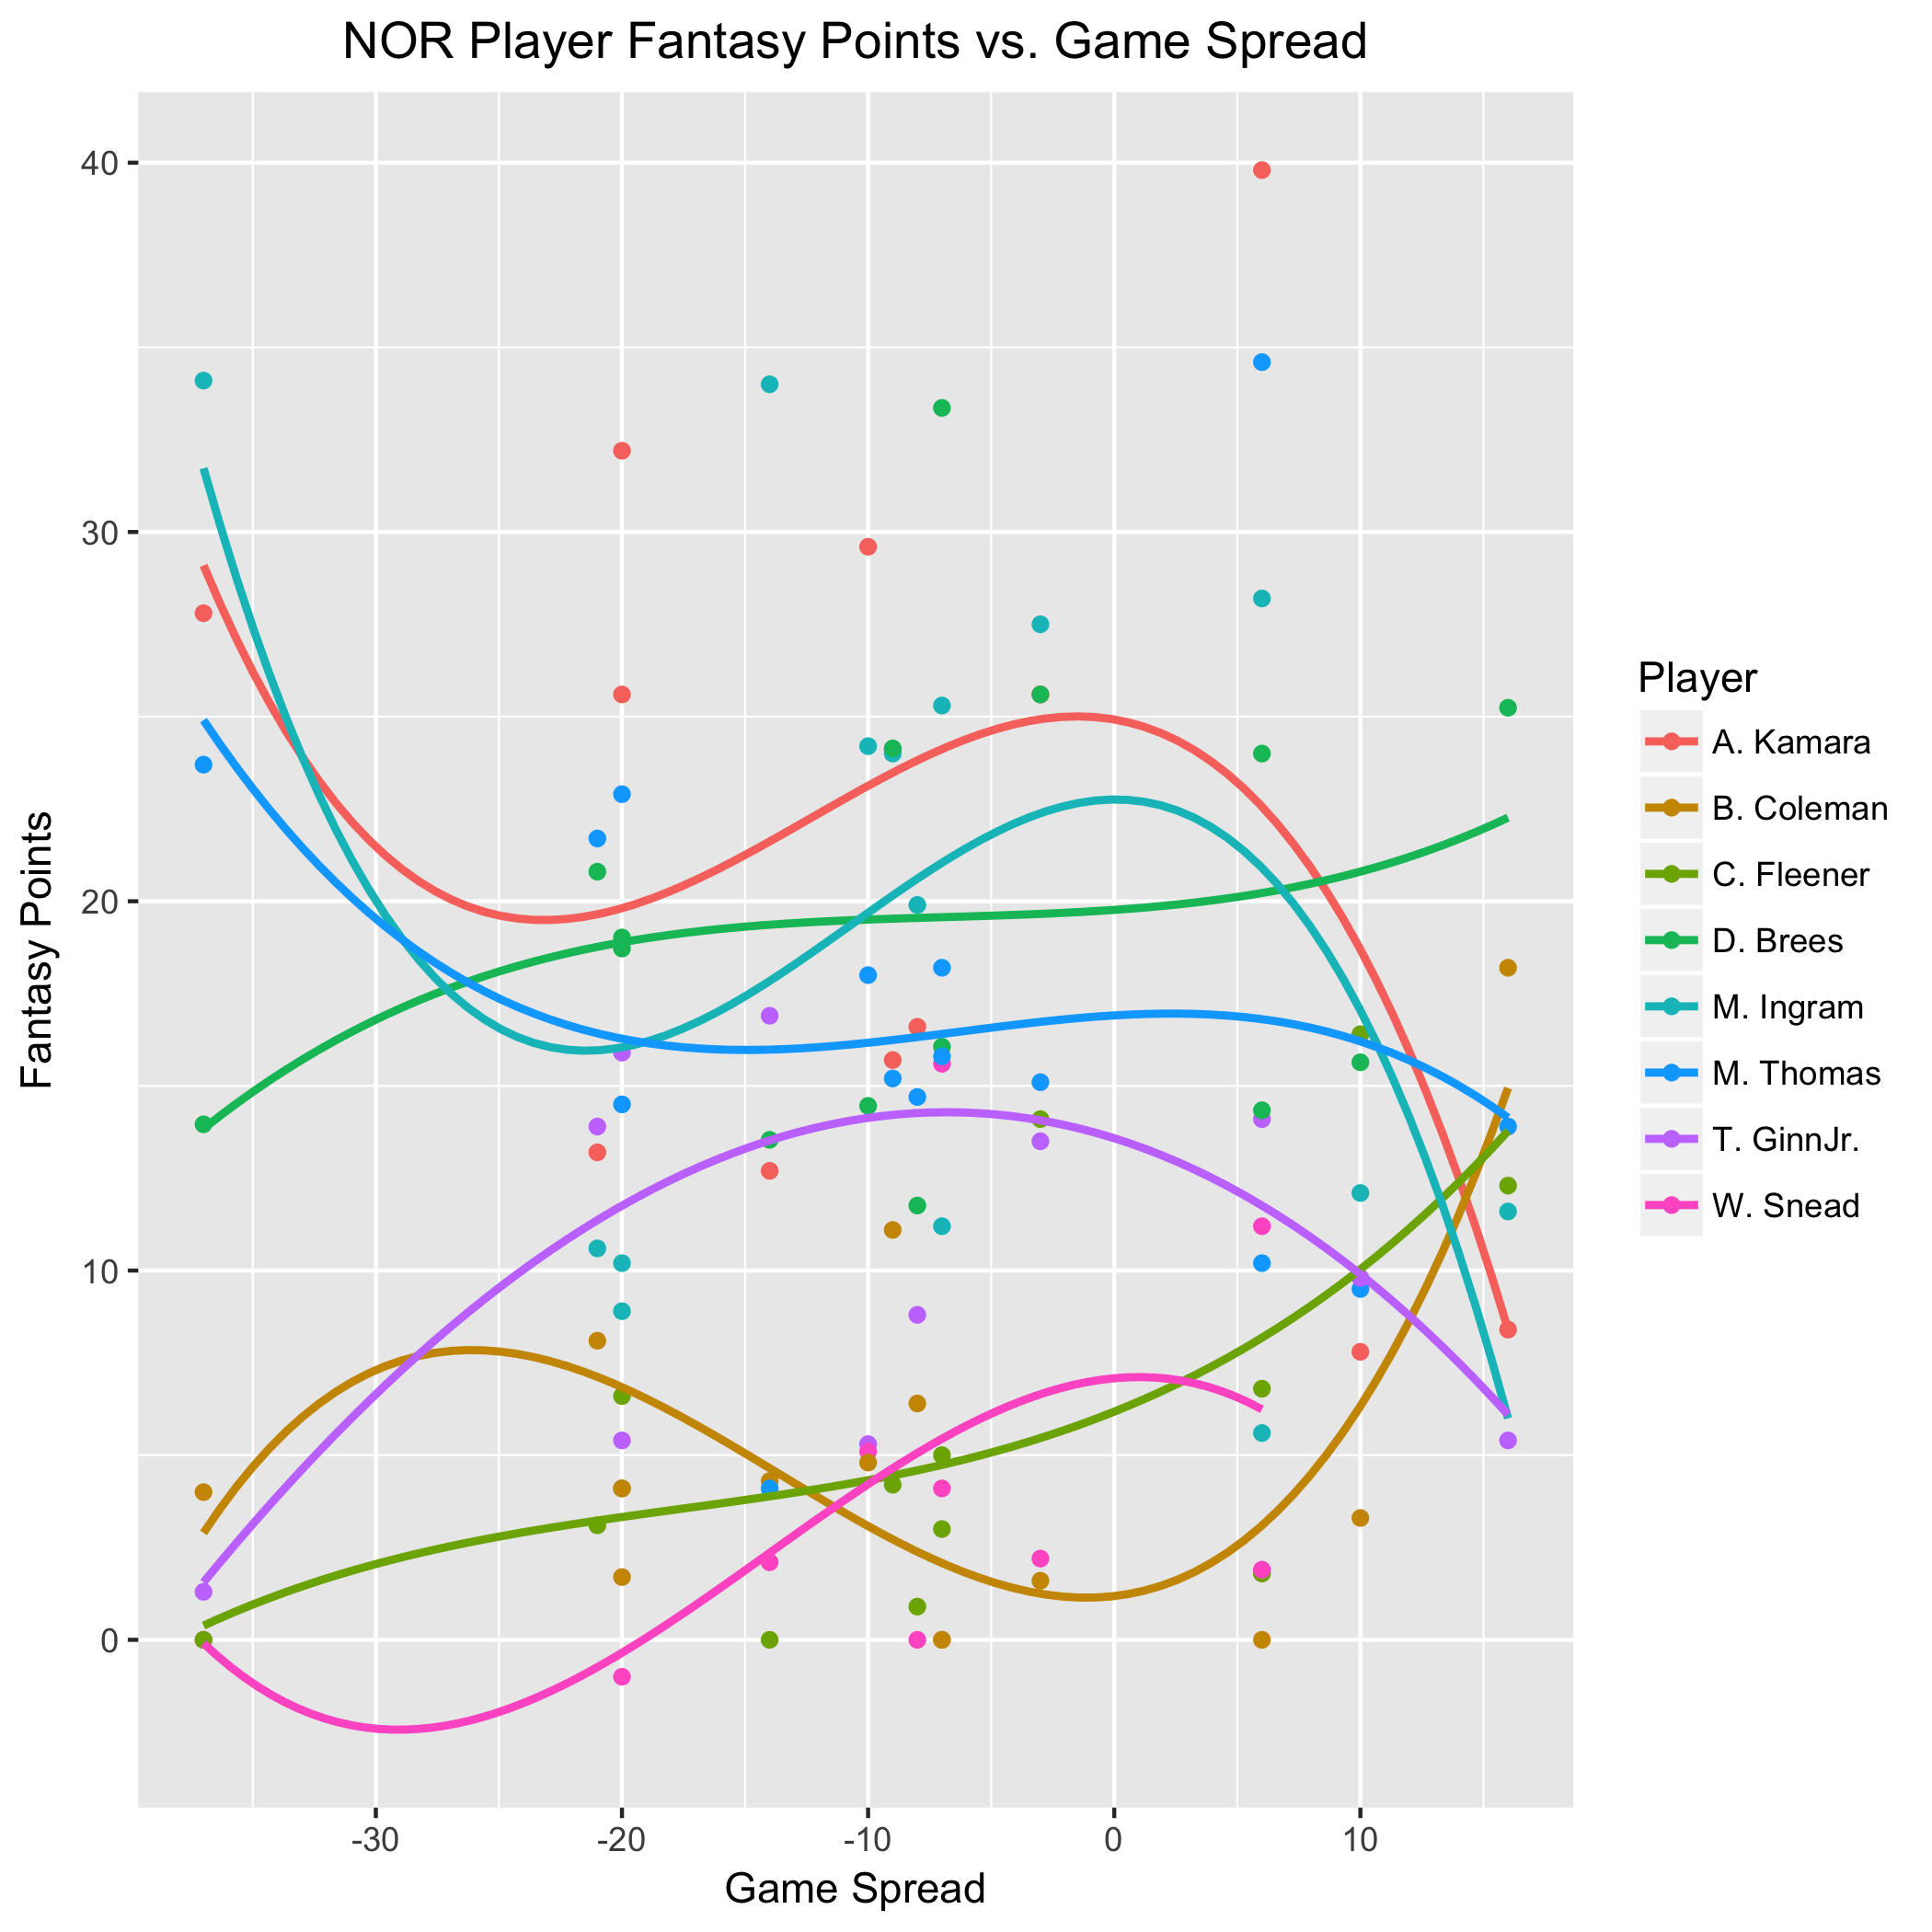 NOR Player Fantasy Points vs. Game Spread
Fantasy Points
40
30
20
10
0
-30 -20 -10 0 10
Game Spread
Player
A. Kamara
B. Coleman
C. Fleener
D. Brees
M. Ingram
M. Thomas
T. GinnJr.
W. Snead